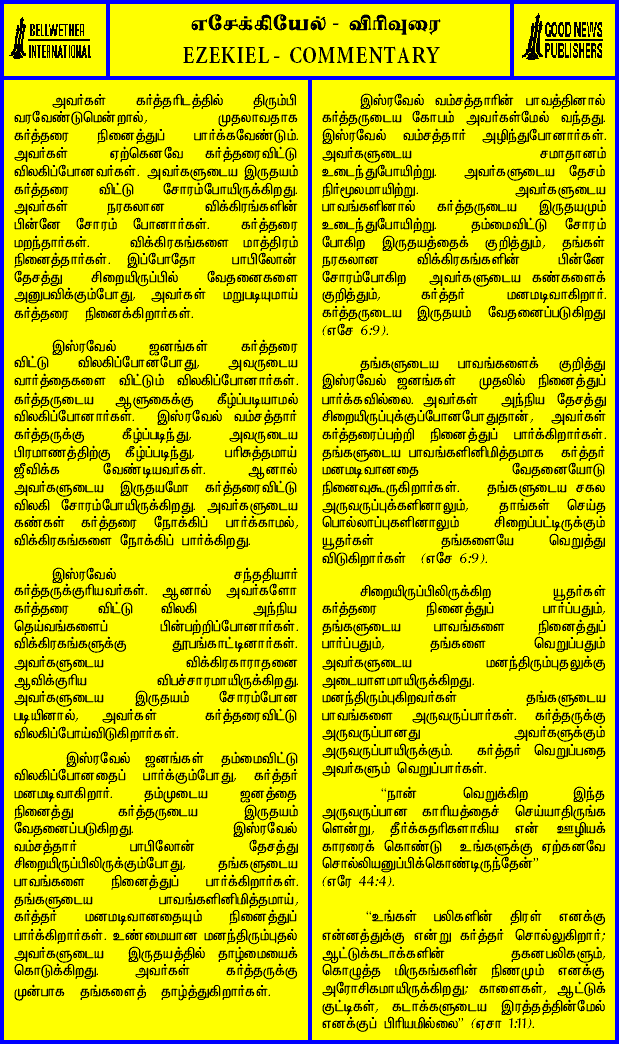 BELLWETHER
INTERNATIONAL
எசேக்கியேல் - விரிவுரை
EZEKIEL - COMMENTARY
GOOD NEWS
PUBLISHERS
அவர்கள் கர்த்தரிடத்தில் திரும்பி
வரவேண்டுமென்றால், முதலாவதாக
கர்த்தரை நினைத்துப் பார்க்கவேண்டும்.
அவர்கள் ஏற்கெனவே கர்த்தரைவிட்டு
விலகிப்போனவர்கள். அவர்களுடைய இருதயம்
கர்த்தரை விட்டு சோரம்போயிருக்கிறது.
அவர்கள் நரகலான விக்கிரங்களின்
பின்னே சோரம் போனார்கள். கர்த்தரை
மறந்தார்கள். விக்கிரகங்களை மாத்திரம்
நினைத்தார்கள். இப்போதோ பாபிலோன்
தேசத்து சிறையிருப்பில் வேதனைகளை
அனுபவிக்கும்போது, அவர்கள் மறுபடியுமாய்
கர்த்தரை நினைக்கிறார்கள்.
இஸ்ரவேல் ஜனங்கள் கர்த்தரை
விட்டு விலகிப்போனபோது, அவருடைய
வார்த்தைகளை விட்டும் விலகிப்போனார்கள்.
கர்த்தருடைய ஆளுகைக்கு கீழ்ப்படியாமல்
விலகிப்போனார்கள். இஸ்ரவேல் வம்சத்தார்
கர்த்தருக்கு கீழ்ப்படிந்து, அவருடைய
பிரமாணத்திற்கு கீழ்ப்படிந்து, பரிசுத்தமாய்
ஜீவிக்க வேண்டியவர்கள். ஆனால்
அவர்களுடைய இருதயமோ கர்த்தரைவிட்டு
விலகி சோரம்போயிருக்கிறது. அவர்களுடைய
கண்கள் கர்த்தரை நோக்கிப் பார்க்காமல்,
விக்கிரகங்களை நோக்கிப் பார்க்கிறது.
இஸ்ரவேல் சந்ததியார்
கர்த்தருக்குரியவர்கள். ஆனால் அவர்களோ
கர்த்தரை விட்டு விலகி அந்நிய
தெய்வங்களைப் பின்பற்றிப்போனார்கள்.
விக்கிரகங்களுக்கு தூபங்காட்டினார்கள்.
அவர்களுடைய விக்கிரகாராதனை
ஆவிக்குரிய விபச்சாரமாயிருக்கிறது.
அவர்களுடைய இருதயம் சோரம்போன
படியினால், அவர்கள் கர்த்தரைவிட்டு
விலகிப்போய்விடுகிறார்கள்.
இஸ்ரவேல் ஜனங்கள் தம்மைவிட்டு
விலகிப்போனதைப் பார்க்கும்போது, கர்த்தர்
மனமடிவாகிறார். தம்முடைய ஜனத்தை
நினைத்து கர்த்தருடைய இருதயம்
வேதனைப்படுகிறது. இஸ்ரவேல்
வம்சத்தார் பாபிலோன் தேசத்து
சிறையிருப்பிலிருக்கும்போது, தங்களுடைய
பாவங்களை நினைத்துப் பார்க்கிறார்கள்.
தங்களுடைய பாவங்களினிமித்தமாய்,
கர்த்தர் மனமடிவானதையும் நினைத்துப்
பார்க்கிறார்கள். உண்மையான மனந்திரும்புதல்
அவர்களுடைய இருதயத்தில் தாழ்மையைக்
கொடுக்கிறது. அவர்கள் கர்த்தருக்கு
முன்பாக தங்களைத் தாழ்த்துகிறார்கள்.
இஸ்ரவேல் வம்சத்தாரின் பாவத்தினால்
கர்த்தருடைய கோபம் அவர்கள்மேல் வந்தது.
இஸ்ரவேல் வம்சத்தார் அழிந்துபோனார்கள்.
அவர்களுடைய சமாதானம்
உடைந்துபோயிற்று. அவர்களுடைய தேசம்
நிர்மூலமாயிற்று. அவர்களுடைய
பாவங்களினால் கர்த்தருடைய இருதயமும்
உடைந்துபோயிற்று. தம்மைவிட்டு சோரம்
போகிற இருதயத்தைக் குறித்தும், தங்கள்
நரகலான விக்கிரகங்களின் பின்னே
சோரம்போகிற அவர்களுடைய கண்களைக்
குறித்தும், கர்த்தர் மனமடிவாகிறார்.
கர்த்தருடைய இருதயம் வேதனைப்படுகிறது
(எசே 6:9).
தங்களுடைய பாவங்களைக் குறித்து
இஸ்ரவேல் ஜனங்கள் முதலில் நினைத்துப்
பார்க்கவில்லை. அவர்கள் அந்நிய தேசத்து
சிறையிருப்புக்குப்போனபோதுதான், அவர்கள்
கர்த்தரைப்பற்றி நினைத்துப் பார்க்கிறார்கள்.
தங்களுடைய பாவங்களினிமித்தமாக கர்த்தர்
மனமடிவானதை வேதனையோடு
நினைவுகூருகிறார்கள். தங்களுடைய சகல
அருவருப்புக்களினாலும், தாங்கள் செய்த
பொல்லாப்புகளினாலும் சிறைப்பட்டிருக்கும்
யூதர்கள் தங்களையே வெறுத்து
விடுகிறார்கள் (எசே 6:9).
சிறையிருப்பிலிருக்கிற யூதர்கள்
கர்த்தரை நினைத்துப் பார்ப்பதும்,
தங்களுடைய பாவங்களை நினைத்துப்
பார்ப்பதும், தங்களை வெறுப்பதும்
அவர்களுடைய மனந்திரும்புதலுக்கு
அடையாளமாயிருக்கிறது.
மனந்திரும்புகிறவர்கள் தங்களுடைய
பாவங்களை அருவருப்பார்கள். கர்த்தருக்கு
அருவருப்பானது அவர்களுக்கும்
அருவருப்பாயிருக்கும். கர்த்தர் வெறுப்பதை
அவர்களும் வெறுப்பார்கள்.
“நான் வெறுக்கிற இந்த
அருவருப்பான காரியத்தைச் செய்யாதிருங்க
ளென்று, தீர்க்கதரிகளாகிய என் ஊழியக்
காரரைக் கொண்டு உங்களுக்கு ஏற்கனவே
சொல்லியனுப்பிக்கொண்டிருந்தேன்”
(எரே 44:4).
“உங்கள் பலிகளின் திரள் எனக்கு
என்னத்துக்கு என்று கர்த்தர் சொல்லுகிறார்;
ஆட்டுக்கடாக்களின் தகனபலிகளும்,
கொழுத்த மிருகங்களின் நிணமும் எனக்கு
அரோசிகமாயிருக்கிறது; காளைகள், ஆட்டுக்
குட்டிகள், கடாக்களுடைய இரத்தத்தின்மேல்
எனக்குப் பிரியமில்லை” (ஏசா 1:11).